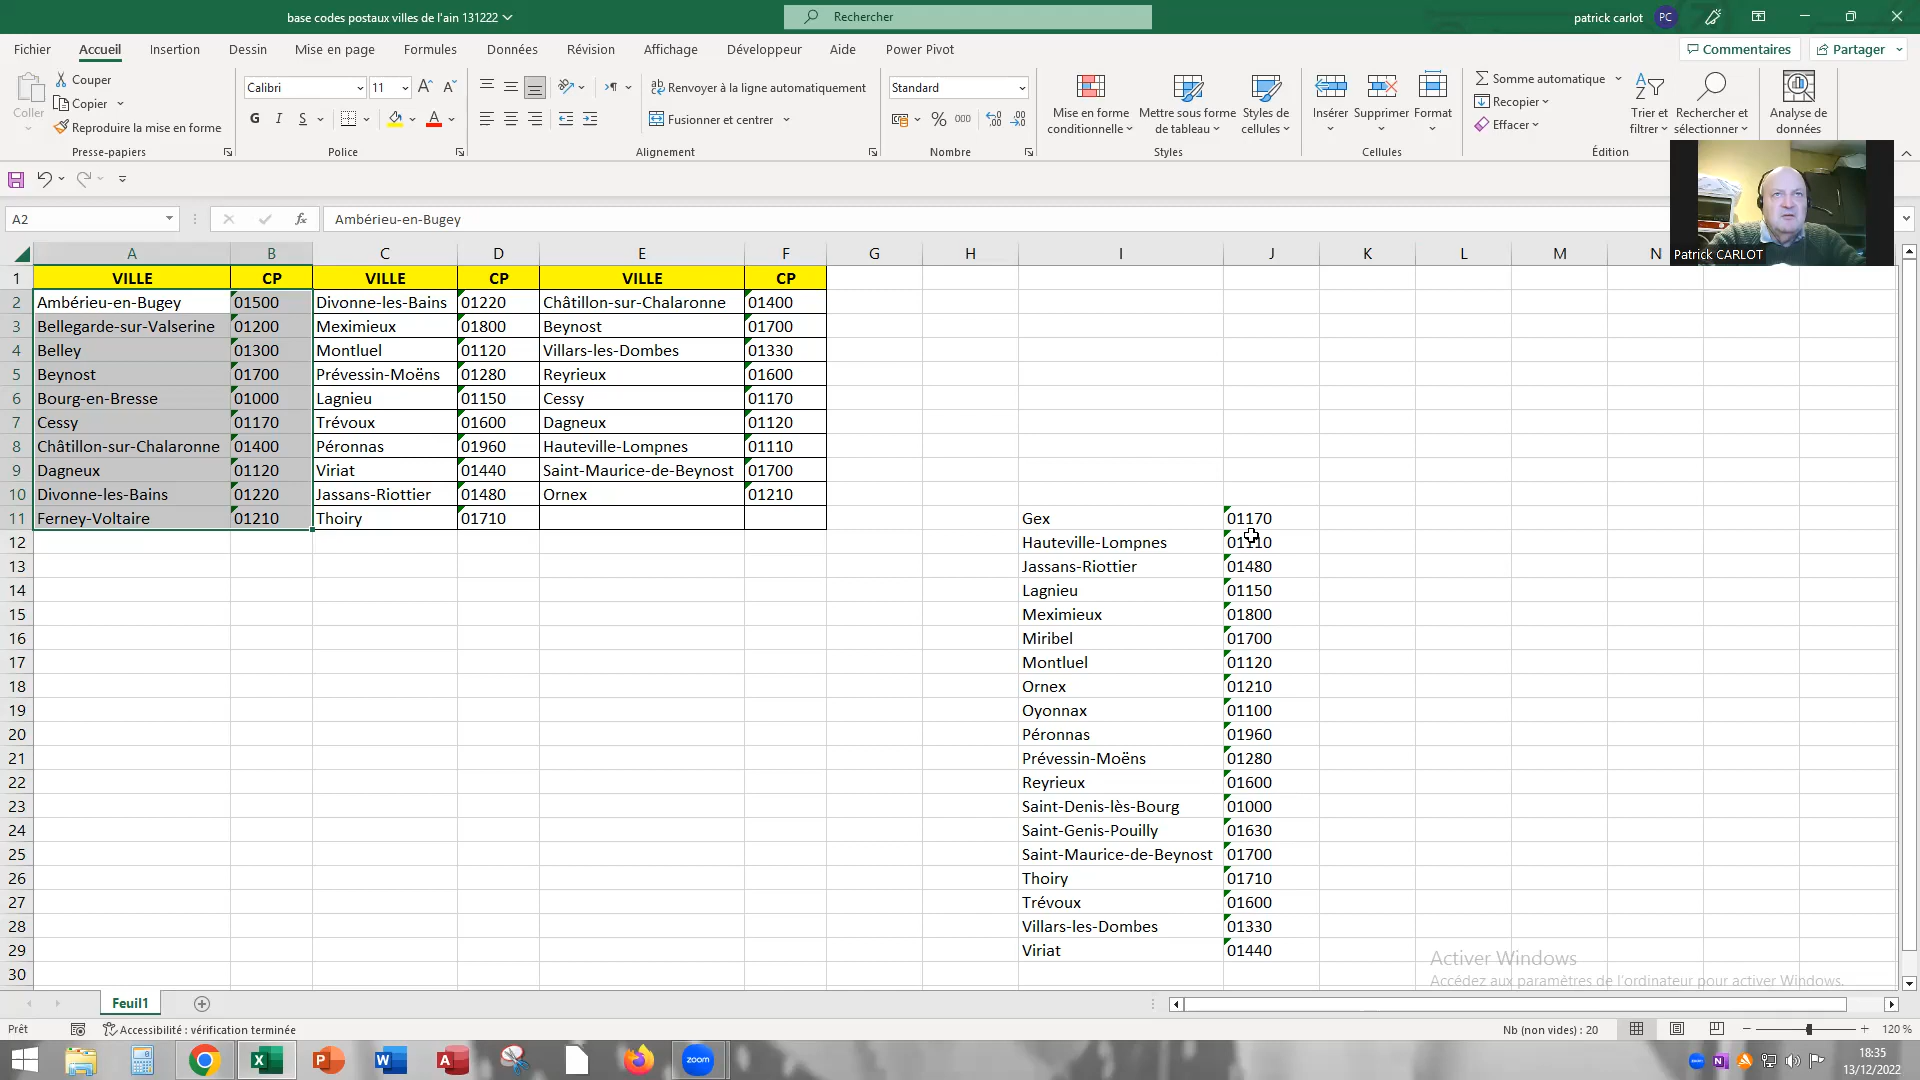 base codes postaux villes de l'ain 131222
Rechercher
patrick carlot
PC
Fichier Accueil Insertion Dessin Mise en page Formules Données Révision Affichage Développeur Aide Power Pivot
Commentaires Partager
Coller
Couper
Copier
Reproduire la mise en forme
Presse-papiers
Calibri 11
G I S
Police
Renvoyer à la ligne automatiquement
Fusionner et centrer
Alignement
Standard
% 000
Nombre
Mise en forme conditionnelle
Mettre sous forme de tableau
Styles de cellules
Styles
Insérer Supprimer Format
Cellules
Somme automatique
Recopier
Effacer
Trier et filtrer
Rechercher et sélectionner
Édition
Analyse de données
A2 fx Ambérieu-en-Bugey
Patrick CARLOT
A B C D E F G H I J K L M N
1 VILLE CP VILLE CP VILLE CP
2 Ambérieu-en-Bugey 01500 Divonne-les-Bains 01220 Châtillon-sur-Chalaronne 01400
3 Bellegarde-sur-Valserine 01200 Meximieux 01800 Beynost 01700
4 Belley 01300 Montluel 01120 Villars-les-Dombes 01330
5 Beynost 01700 Prévessin-Moëns 01280 Reyrieux 01600
6 Bourg-en-Bresse 01000 Lagnieu 01150 Cessy 01170
7 Cessy 01170 Trévoux 01600 Dagneux 01120
8 Châtillon-sur-Chalaronne 01400 Péronnas 01960 Hauteville-Lompnes 01110
9 Dagneux 01120 Viriat 01440 Saint-Maurice-de-Beynost 01700
10 Divonne-les-Bains 01220 Jassans-Riottier 01480 Ornex 01210
11 Ferney-Voltaire 01210 Thoiry 01710 Gex 01170
12 Hauteville-Lompnes 01110
13 Jassans-Riottier 01480
14 Lagnieu 01150
15 Meximieux 01800
16 Miribel 01700
17 Montluel 01120
18 Ornex 01210
19 Oyonnax 01100
20 Péronnas 01960
21 Prévessin-Moëns 01280
22 Reyrieux 01600
23 Saint-Denis-lès-Bourg 01000
24 Saint-Genis-Pouilly 01630
25 Saint-Maurice-de-Beynost 01700
26 Thoiry 01710
27 Trévoux 01600
28 Villars-les-Dombes 01330
29 Viriat 01440
30
Activer Windows
Accédez aux paramètres de l'ordinateur pour activer Windows.
Feuil1
Prêt Accessibilité : vérification terminée Nb (non vides) : 20 120 %
zoom
18:35
13/12/2022